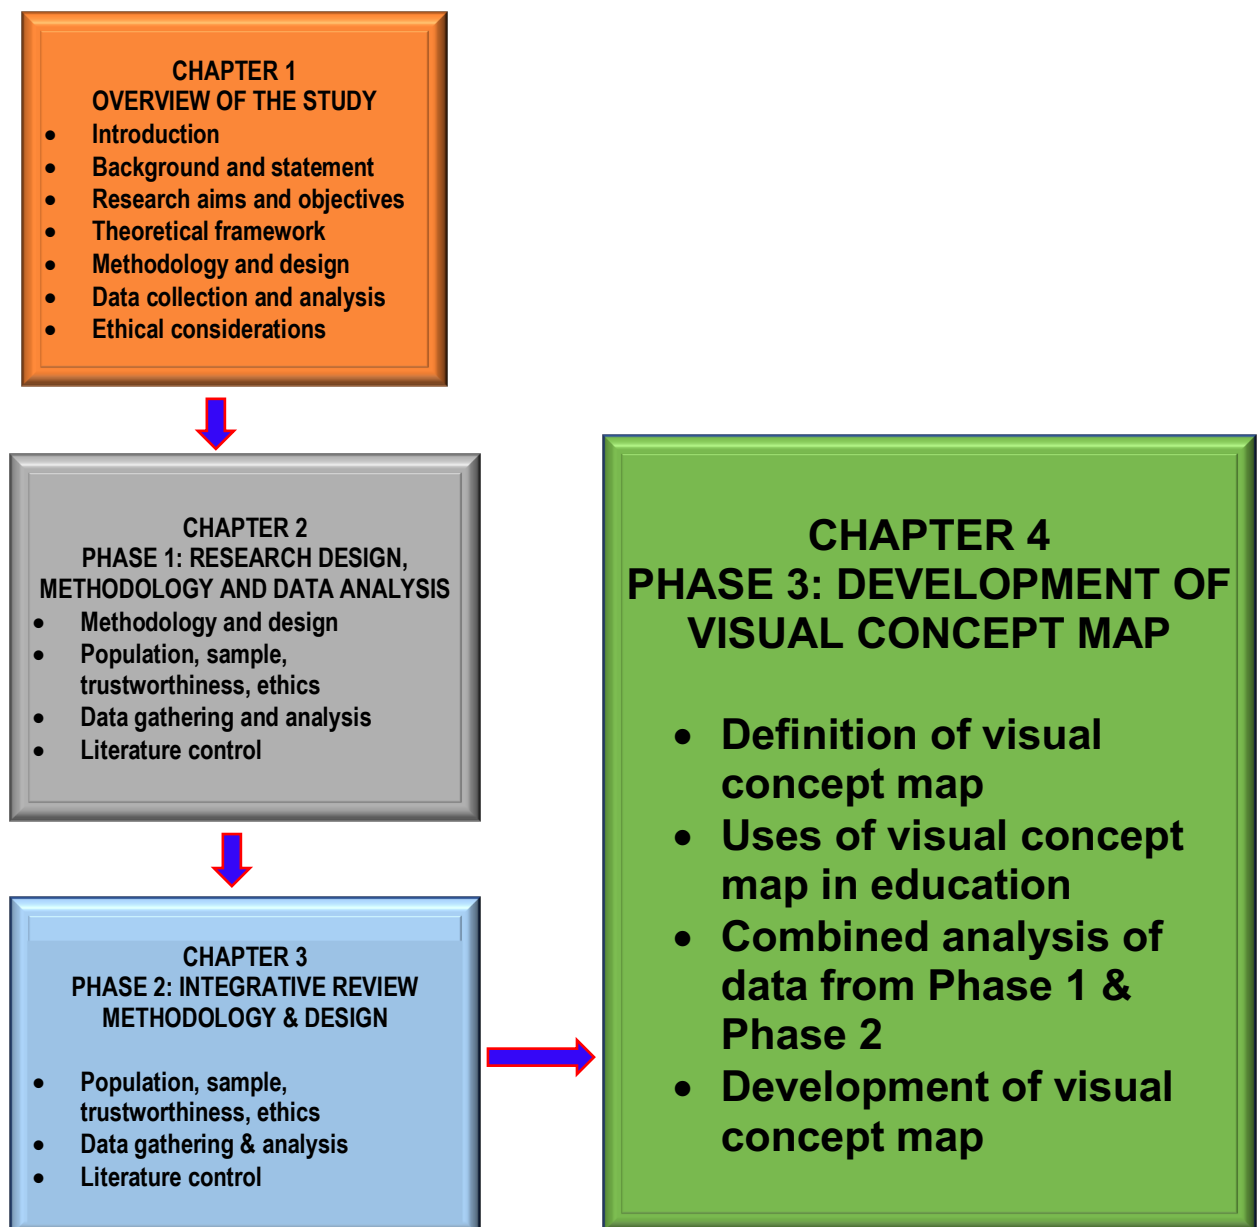 CHAPTER 1
OVERVIEW OF THE STUDY
• Introduction
• Background and statement
• Research aims and objectives
• Theoretical framework
• Methodology and design
• Data collection and analysis
• Ethical considerations
CHAPTER 2
PHASE 1: RESEARCH DESIGN,
METHODOLOGY AND DATA ANALYSIS
• Methodology and design
• Population, sample,
trustworthiness, ethics
• Data gathering and analysis
• Literature control
CHAPTER 3
PHASE 2: INTEGRATIVE REVIEW
METHODOLOGY & DESIGN
• Population, sample,
trustworthiness, ethics
• Data gathering & analysis
• Literature control
CHAPTER 4
PHASE 3: DEVELOPMENT OF
VISUAL CONCEPT MAP
• Definition of visual
concept map
• Uses of visual concept
map in education
• Combined analysis of
data from Phase 1 &
Phase 2
• Development of visual
concept map